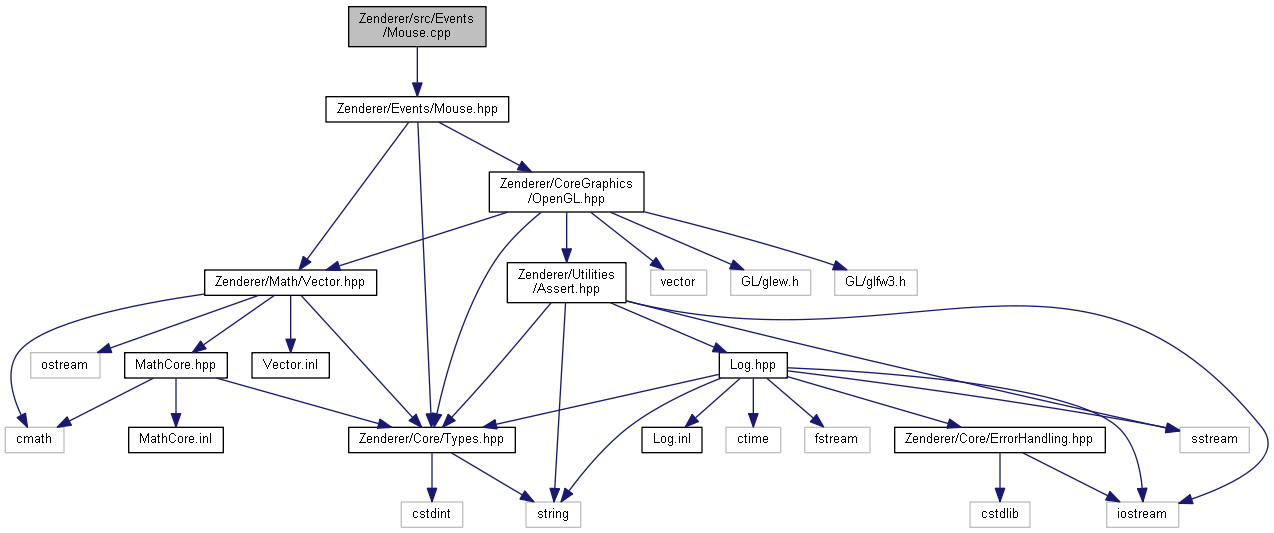 Zenderer/src/Events
/Mouse.cpp
Zenderer/Events/Mouse.hpp
Zenderer/CoreGraphics
/OpenGL.hpp
Zenderer/Math/Vector.hpp
Zenderer/Utilities
/Assert.hpp
vector
GL/glew.h
GL/glfw3.h
ostream
MathCore.hpp
Vector.inl
Log.hpp
cmath
MathCore.inl
Zenderer/Core/Types.hpp
Log.inl
ctime
fstream
Zenderer/Core/ErrorHandling.hpp
sstream
cstdint
string
cstdlib
iostream